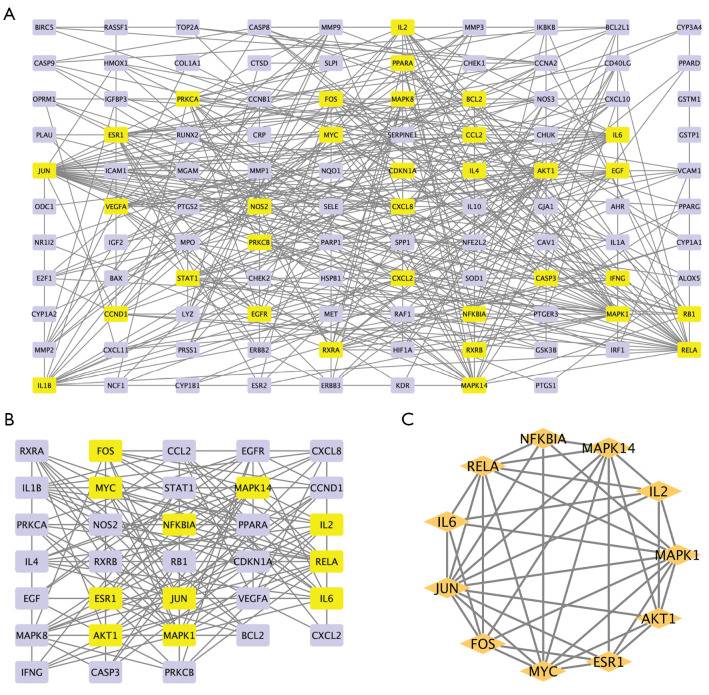 A
BIRC5 RASSF1 TOP2A CASP8 MMP9 IL2 MMP3 IKBKB BCL2L1 CYP3A4
CASP9 HMOX1 COL1A1 CTSD SLPI PPARA CHEK1 CCNA2 CD40LG PPARD
OPRM1 IGFBP3 PRKCA CCNB1 FOS MAPK8 BCL2 NOS3 CXCL10 GSTM1
PLAU ESR1 RUNX2 CRP MYC SERPINE1 CCL2 CHUK IL6 GSTP1
JUN ICAM1 MGAM MMP1 NQO1 CDKN1A IL4 AKT1 EGF VCAM1
ODC1 VEGFA PTGS2 NOS2 SELE CXCL8 IL10 GJA1 AHR PPARG
NR1I2 IGF2 MPO PRKCB PARP1 SPP1 NFE2L2 CAV1 IL1A CYP1A1
E2F1 BAX STAT1 CHEK2 HSPB1 CXCL2 SOD1 CASP3 IFNG ALOX5
CYP1A2 CCND1 LYZ EGFR MET RAF1 NFKBIA PTGER3 MAPK1 RB1
MMP2 CXCL11 PRSS1 ERBB2 RXRA HIF1A RXRB GSK3B IRF1 RELA
IL1B NCF1 CYP1B1 ESR2 ERBB3 KDR MAPK14 PTGS1
B
RXRA FOS CCL2 EGFR CXCL8
IL1B MYC STAT1 MAPK14 CCND1
PRKCA NOS2 NFKBIA PPARA IL2
IL4 RXRB RB1 CDKN1A RELA
EGF ESR1 JUN VEGFA IL6
MAPK8 AKT1 MAPK1 BCL2 CXCL2
IFNG CASP3 PRKCB
C
NFKBIA
MAPK14
RELA
IL2
IL6
MAPK1
JUN
AKT1
FOS
ESR1
MYC